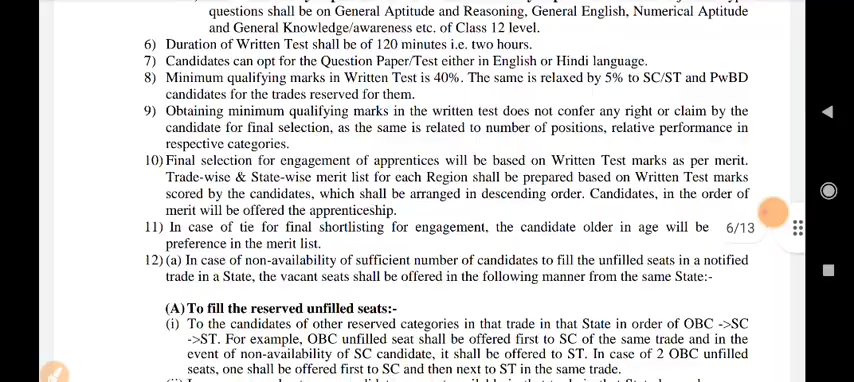 questions shall be on General Aptitude and Reasoning, General English, Numerical Aptitude
and General Knowledge/awareness etc. of Class 12 level.
6) Duration of Written Test shall be of 120 minutes i.e. two hours.
7) Candidates can opt for the Question Paper/Test either in English or Hindi language.
8) Minimum qualifying marks in Written Test is 40%. The same is relaxed by 5% to SC/ST and PwBD
candidates for the trades reserved for them.
9) Obtaining minimum qualifying marks in the written test does not confer any right or claim by the
candidate for final selection, as the same is related to number of positions, relative performance in
respective categories.
10) Final selection for engagement of apprentices will be based on Written Test marks as per merit.
Trade-wise & State-wise merit list for each Region shall be prepared based on Written Test marks
scored by the candidates, which shall be arranged in descending order. Candidates, in the order of
merit will be offered the apprenticeship.
11) In case of tie for final shortlisting for engagement, the candidate older in age will be
6/13
preference in the merit list.
12) (a) In case of non-availability of sufficient number of candidates to fill the unfilled seats in a notified
trade in a State, the vacant seats shall be offered in the following manner from the same State:-
(A) To fill the reserved unfilled seats:-
(i) To the candidates of other reserved categories in that trade in that State in order of OBC ->SC
->ST. For example, OBC unfilled seat shall be offered first to SC of the same trade and in the
event of non-availability of SC candidate, it shall be offered to ST. In case of 2 OBC unfilled
seats, one shall be offered first to SC and then next to ST in the same trade.